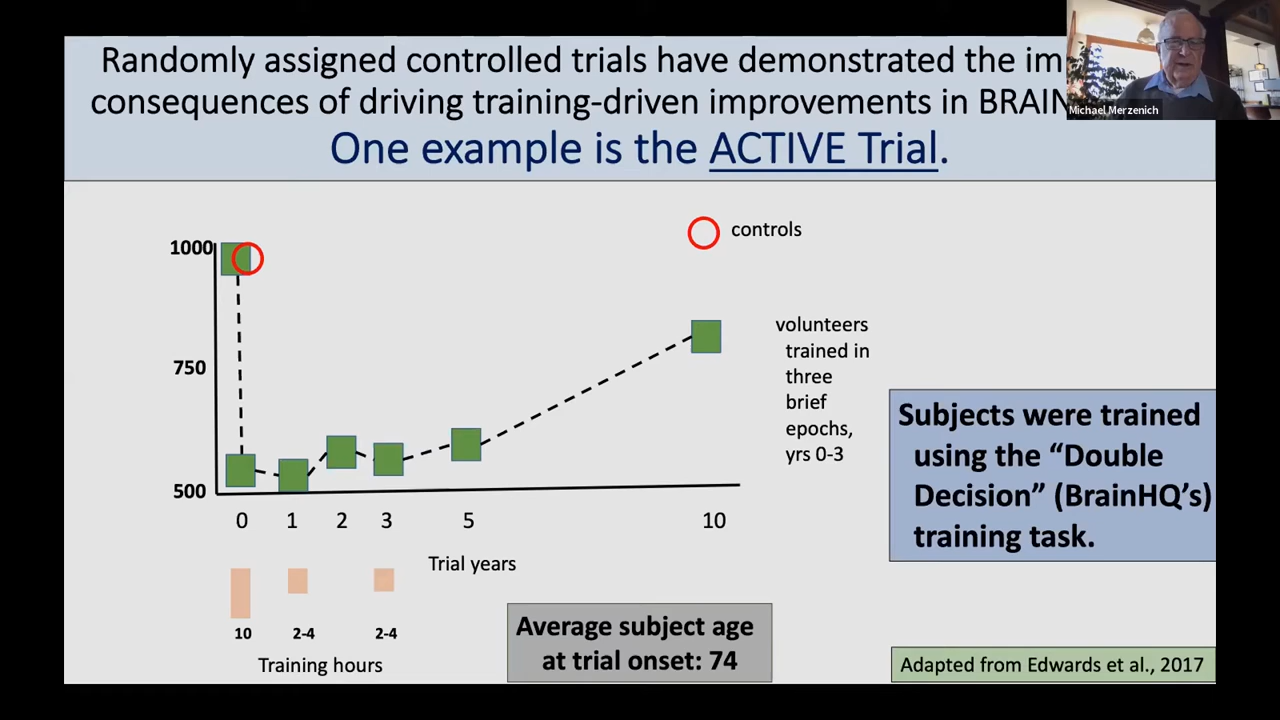 Randomly assigned controlled trials have demonstrated the
consequences of driving training-driven improvements in BRAIN
One example is the ACTIVE Trial.
Michael Merzenich
controls
1000
750
500
volunteers
trained in
three
brief
epochs,
yrs 0-3
0 1 2 3 5 10
Trial years
10 2-4 2-4
Training hours
Subjects were trained
using the “Double
Decision” (BrainHQ’s)
training task.
Average subject age
at trial onset: 74
Adapted from Edwards et al., 2017